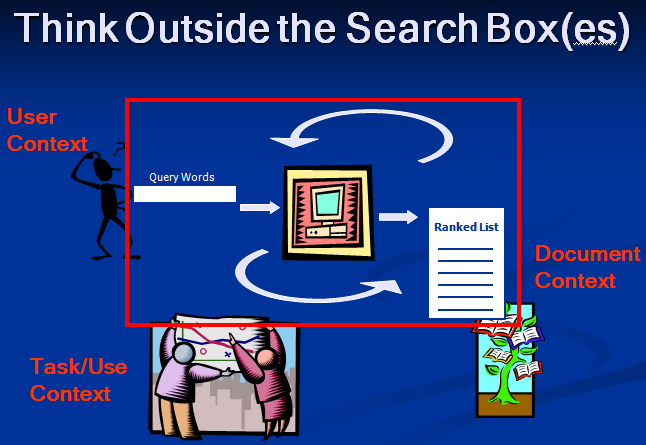 Think Outside the Search Box(es)
User
Context
?
Query Words
Ranked List
Document
Context
Task/Use
Context